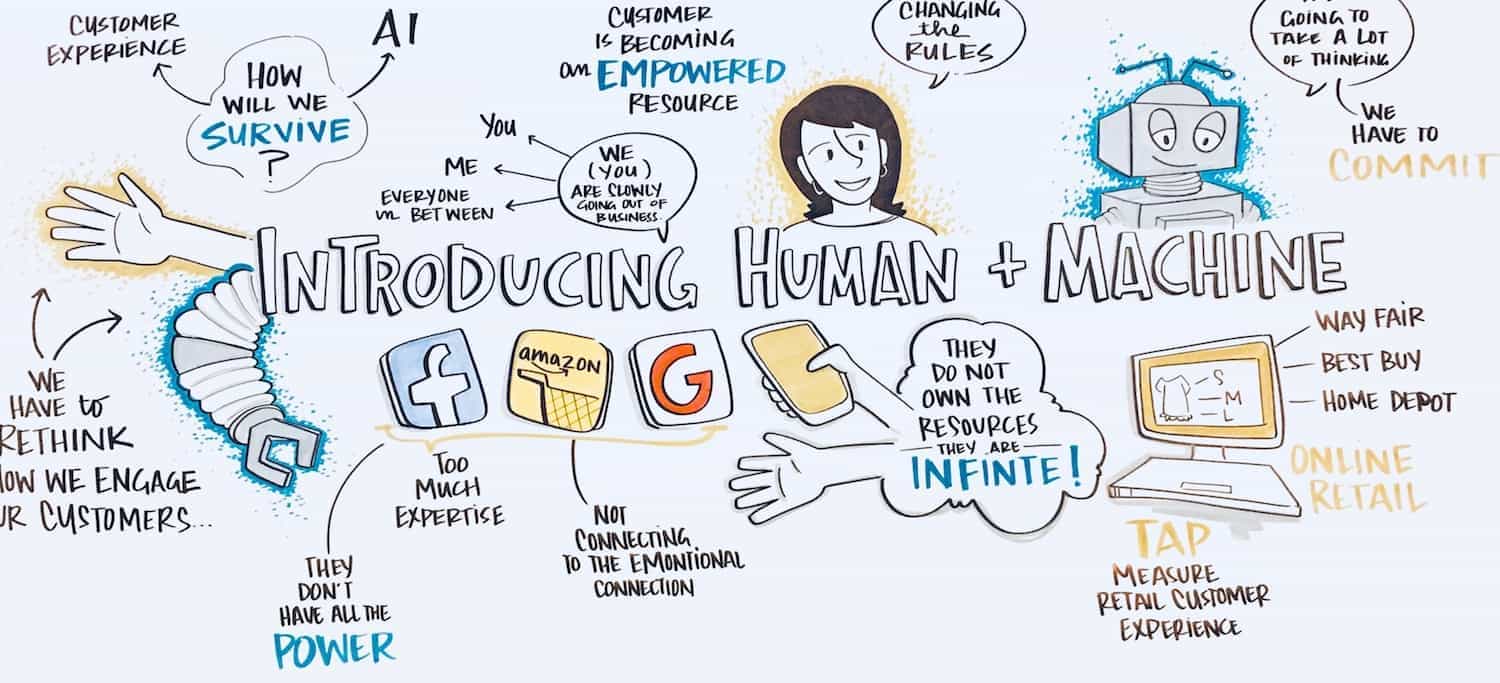 CUSTOMER
EXPERIENCE
AI
HOW
WILL WE
SURVIVE
?
CUSTOMER
IS BECOMING
an EMPOWERED
RESOURCE
CHANGING
the
RULES
GOING TO
TAKE A LOT
OF THINKING
WE
HAVE TO
COMMIT
You
ME
EVERYONE
in BETWEEN
WE
(YOU)
ARE SLOWLY
GOING OUT OF
BUSINESS.
INTRODUCING HUMAN + MACHINE
WE
HAVE to
RETHINK
HOW WE ENGAGE
UR CUSTOMERS...
f
amazon
G
TOO
MUCH
EXPERTISE
THEY
DON'T
HAVE ALL THE
POWER
NOT
CONNECTING
TO THE EMONTIONAL
CONNECTION
THEY
DO NOT
OWN THE
RESOURCES
THEY ARE
INFINTE!
S
M
L
WAY FAIR
BEST BUY
HOME DEPOT
ONLINE
RETAIL
TAP
MEASURE
RETAIL CUSTOMER
EXPERIENCE